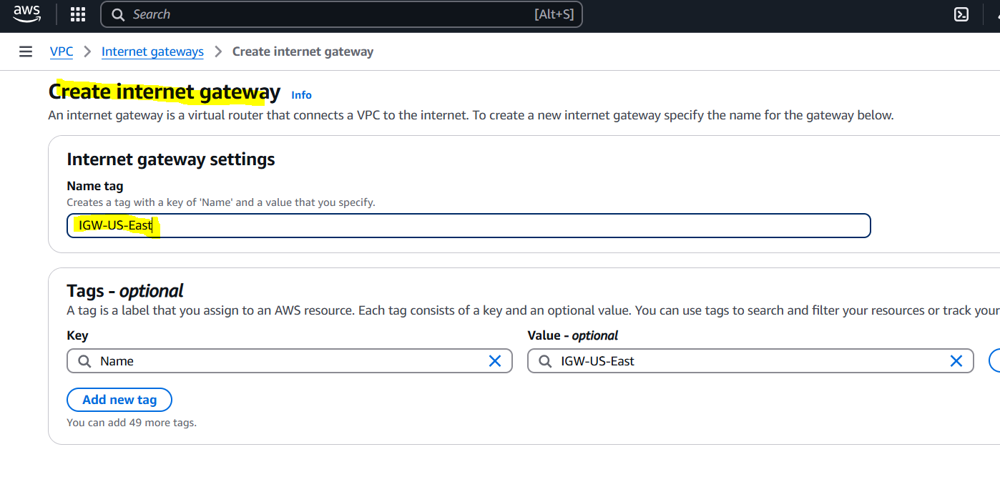 aws Search [Alt+S]
VPC Internet gateways Create internet gateway
Create internet gateway Info
An internet gateway is a virtual router that connects a VPC to the internet. To create a new internet gateway specify the name for the gateway below.
Internet gateway settings
Name tag
Creates a tag with a key of 'Name' and a value that you specify.
IGW-US-East
Tags - optional
A tag is a label that you assign to an AWS resource. Each tag consists of a key and an optional value. You can use tags to search and filter your resources or track your
Key Value - optional
Name IGW-US-East
Add new tag
You can add 49 more tags.